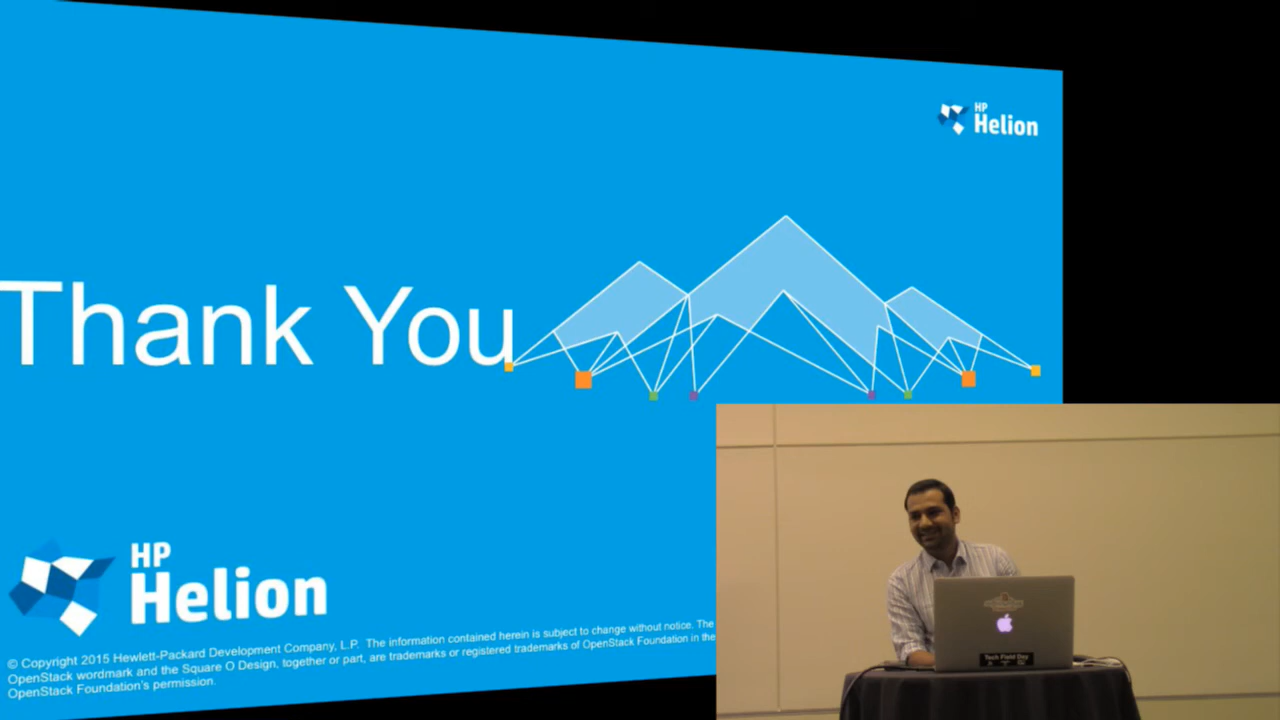 HP
Helion
Thank You
HP
Helion
© Copyright 2015 Hewlett-Packard Development Company, L.P. The information contained herein is subject to change without notice. The
OpenStack wordmark and the Square O Design, together or part, are trademarks or registered trademarks of OpenStack Foundation in the
OpenStack Foundation's permission.
Tech Field Day